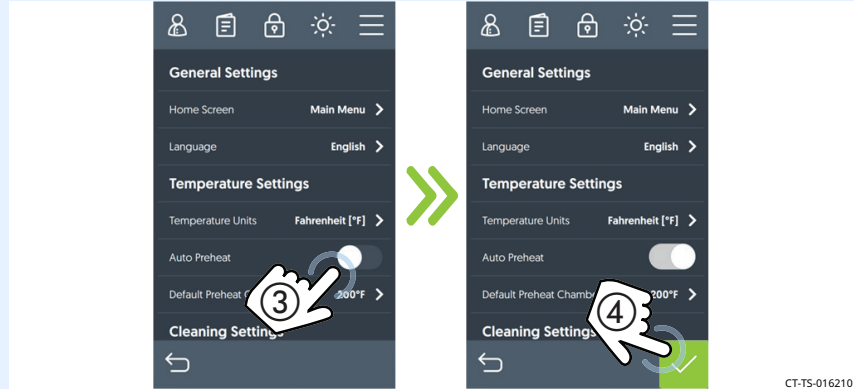 General Settings
Home Screen Main Menu
Language English
Temperature Settings
Temperature Units Fahrenheit [°F]
Auto Preheat
Default Preheat 200°F
Cleaning Settings
3
General Settings
Home Screen Main Menu
Language English
Temperature Settings
Temperature Units Fahrenheit [°F]
Auto Preheat
Default Preheat Chamb 200°F
Cleaning Settings
4
CT-TS-016210